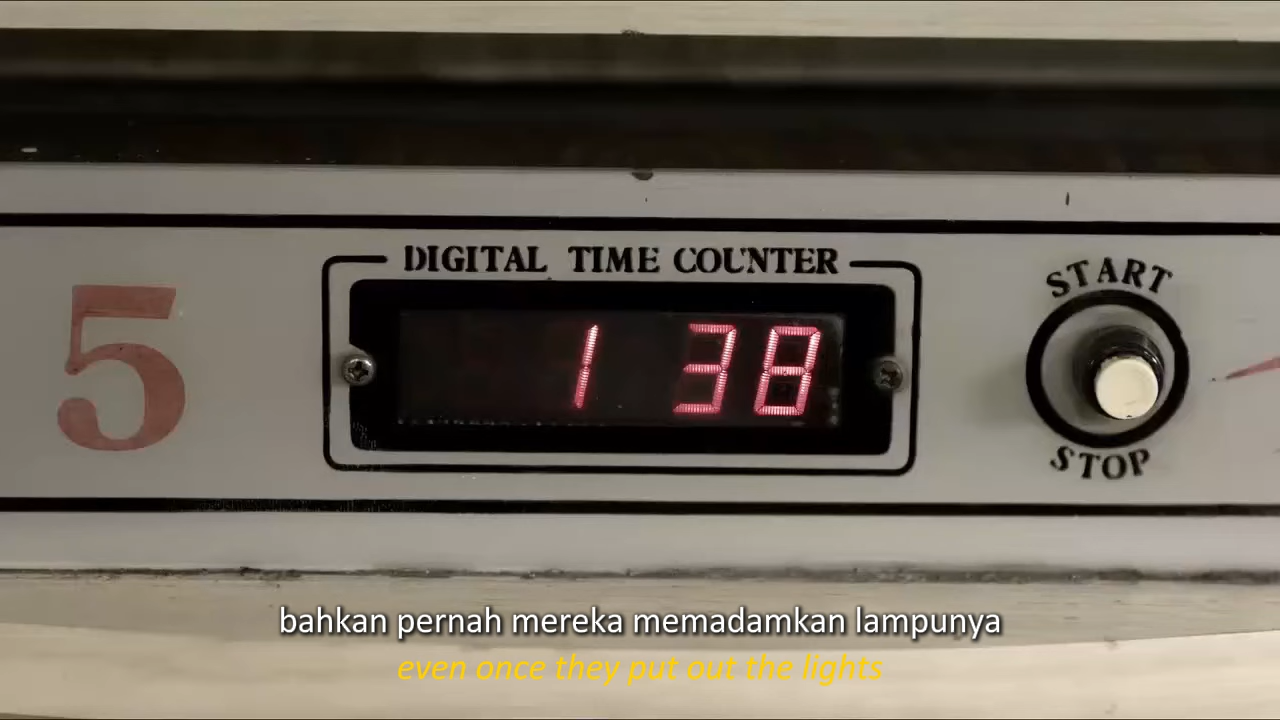 DIGITAL TIME COUNTER
5
1 38
START
STOP
bahkan pernah mereka memadamkan lampunya
even once they put out the lights